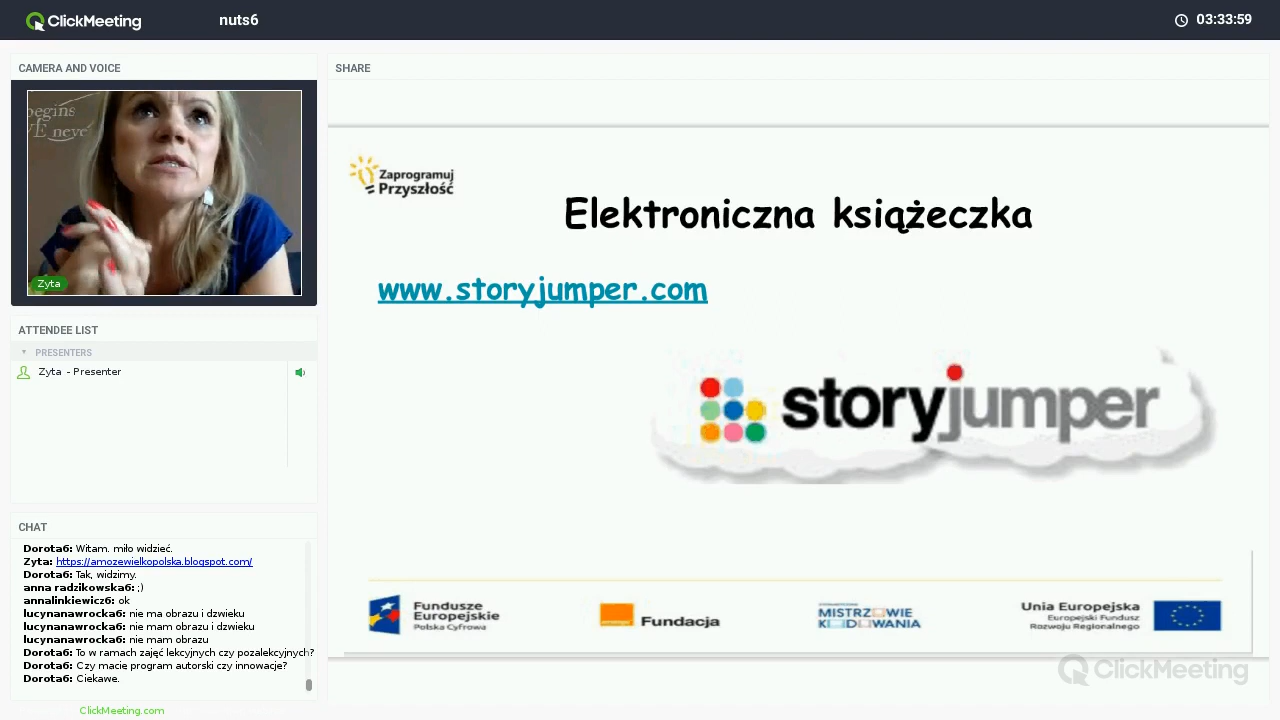 ClickMeeting
nuts6
03:33:59
CAMERA AND VOICE
begins
VE neve
Zyta
ATTENDEE LIST
PRESENTERS
Zyta - Presenter
CHAT
Dorota6: Witam. miło widzieć.
Zyta: https://amozewielkopolska.blogspot.com/
Dorota6: Tak, widzimy.
anna radzikowska6: ;)
annalinkiewicz6: ok
lucynanawrocka6: nie ma obrazu i dzwieku
lucynanawrocka6: nie mam obrazu i dzwieku
lucynanawrocka6: nie mam obrazu
Dorota6: To w ramach zajęć lekcyjnych czy pozalekcyjnych?
Dorota6: Czy macie program autorski czy innowacje?
Dorota6: Ciekawe.
ClickMeeting.com
SHARE
Zaprogramuj
Przyszłość
Elektroniczna książeczka
www.storyjumper.com
storyjumper
Fundusze
Europejskie
Polska Cyfrowa
Fundacja
MISTRZOWIE
KODOWANIA
Unia Europejska
Europejski Fundusz
Rozwoju Regionalnego
ClickMeeting